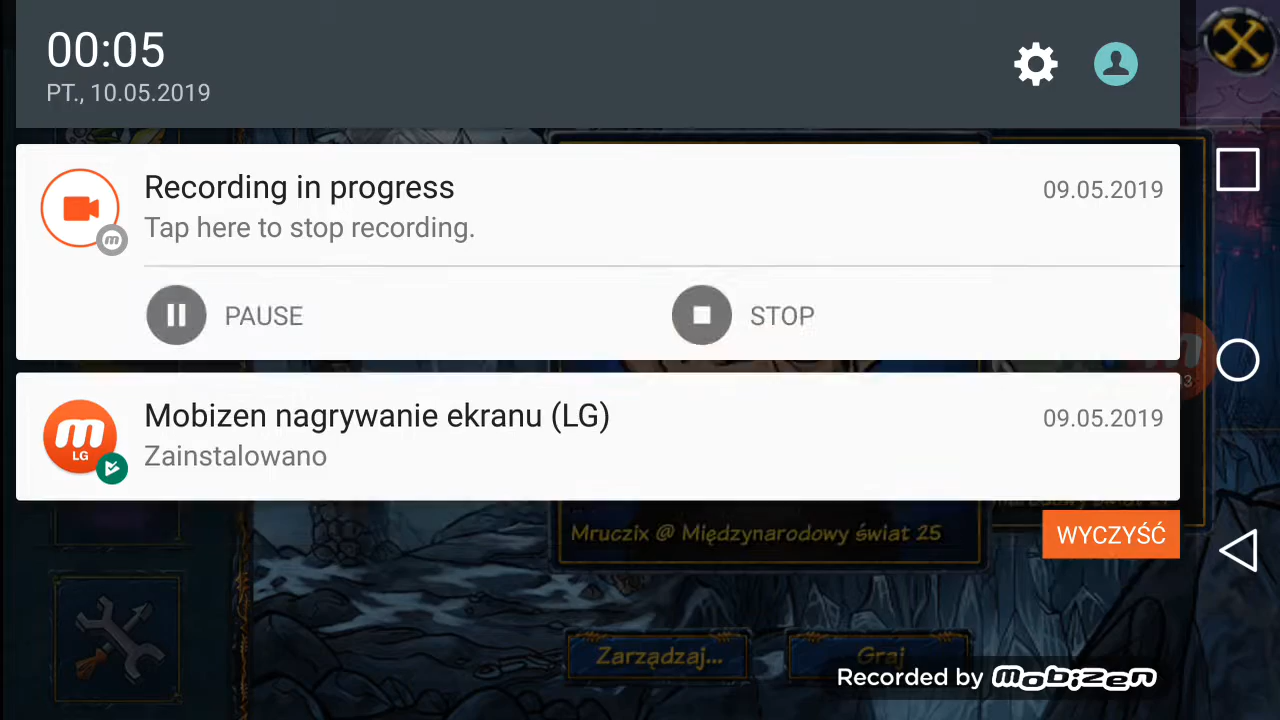 00:05
PT., 10.05.2019
Recording in progress
09.05.2019
Tap here to stop recording.
PAUSE
STOP
m
Mobizen nagrywanie ekranu (LG)
09.05.2019
Zainstalowano
m
LG
WYCZYŚĆ
Mruczix @ Międzynarodowy świat 25
Zarządzaj...
Graj
Recorded by mobizen